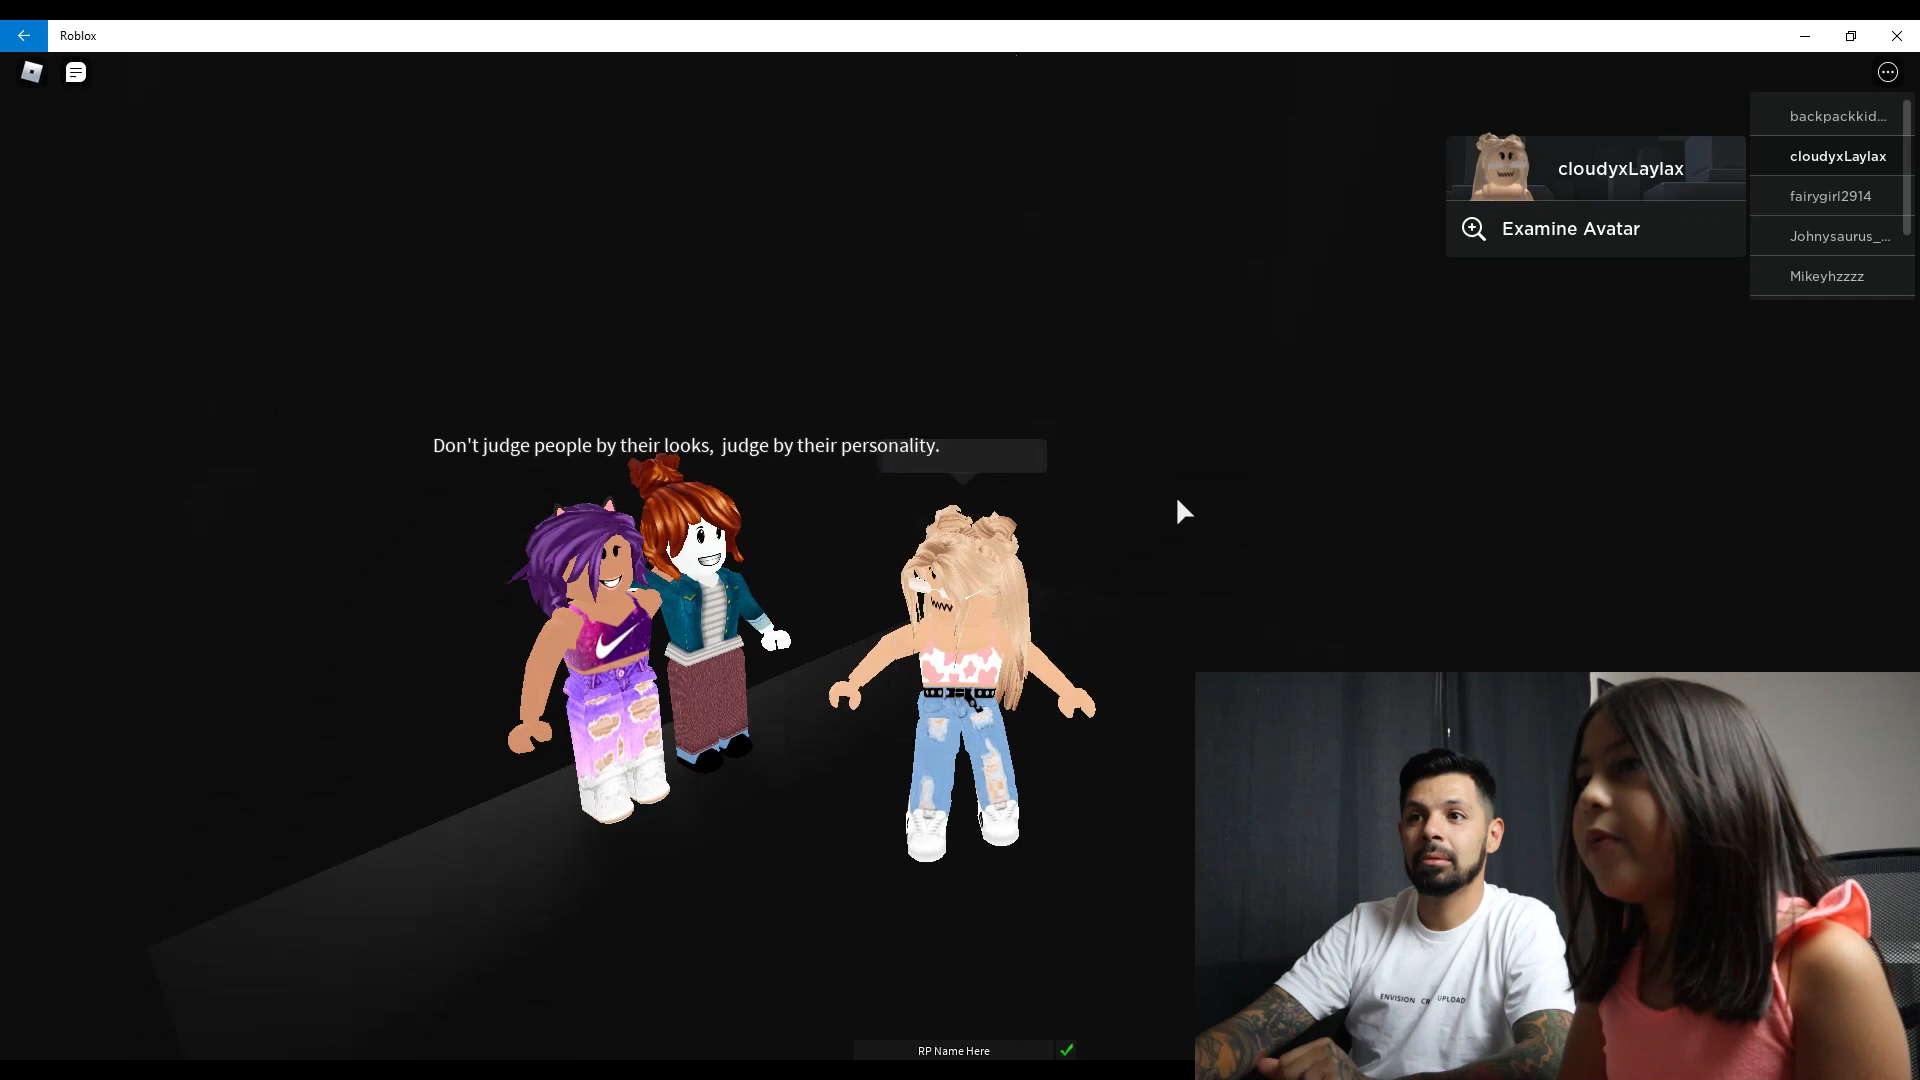 Roblox
backpackkid...
cloudyxLaylax
cloudyxLaylax
fairygirl2914
Examine Avatar
Johnysaurus_...
Mikeyhzzzz
Don't judge people by their looks, judge by their personality.
ENVISION CR UPLOAD
RP Name Here